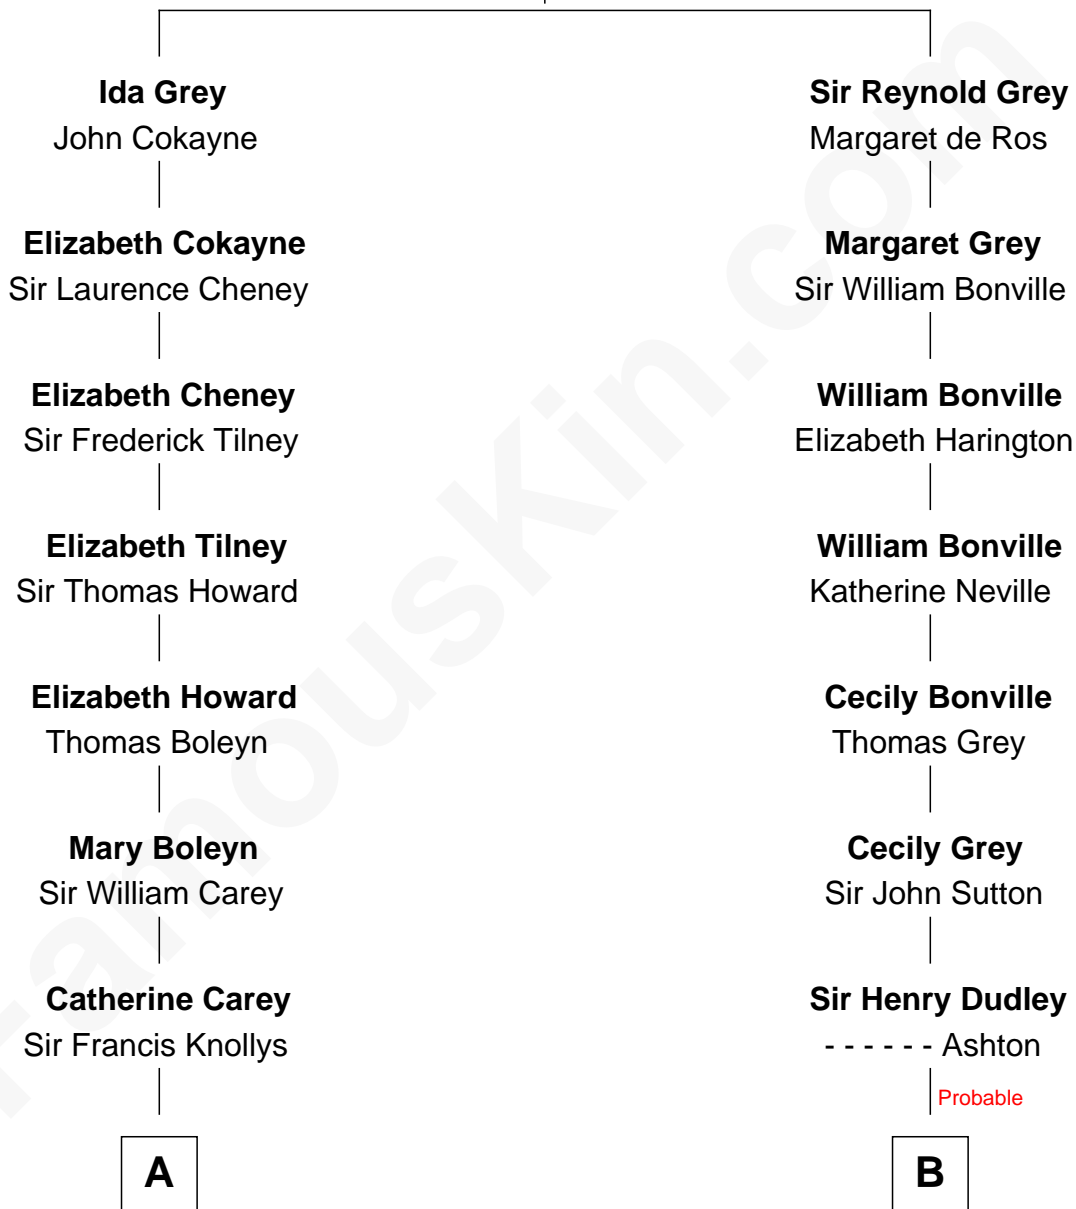 Ida Grey
John Cokayne
Elizabeth Cokayne
Sir Laurence Cheney
Elizabeth Cheney
Sir Frederick Tilney
Elizabeth Tilney
Sir Thomas Howard
Elizabeth Howard
Thomas Boleyn
Mary Boleyn
Sir William Carey
Catherine Carey
Sir Francis Knollys
A
Sir Reynold Grey
Margaret de Ros
Margaret Grey
Sir William Bonville
William Bonville
Elizabeth Harington
William Bonville
Katherine Neville
Cecily Bonville
Thomas Grey
Cecily Grey
Sir John Sutton
Sir Henry Dudley
- - - - - - Ashton
Probable
B
FamousKin.com